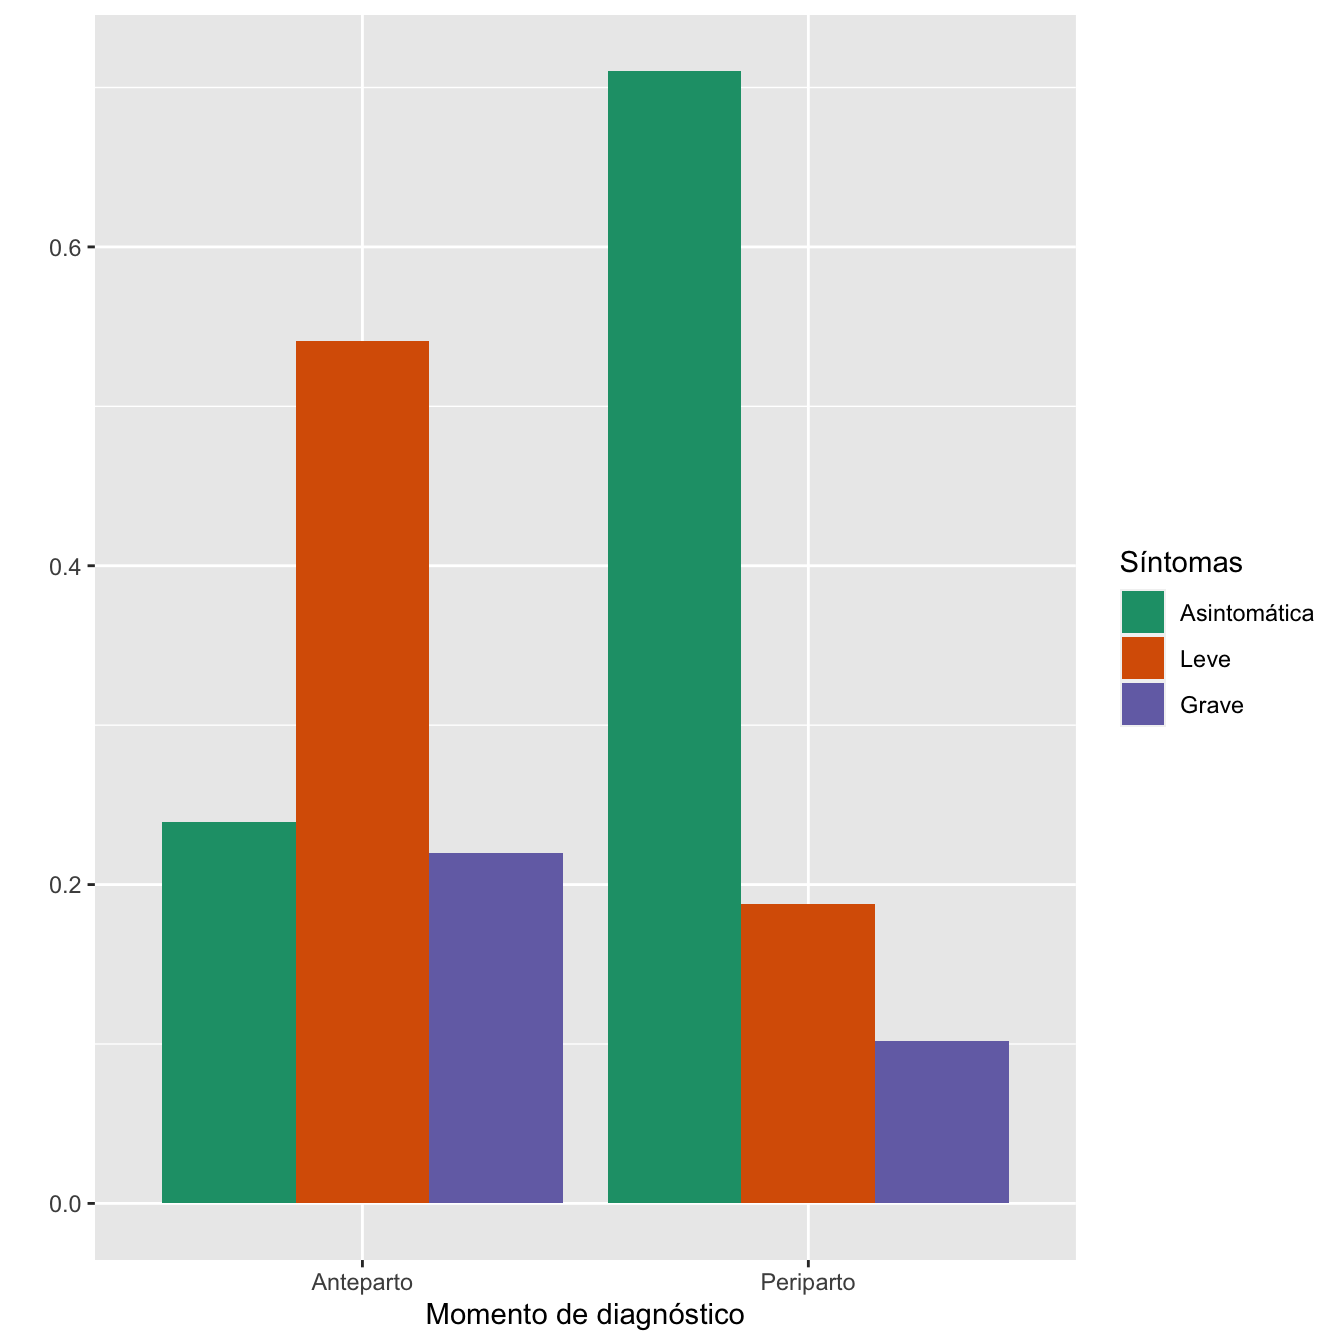 0.6
0.4
0.2
0.0
Anteparto
Periparto
Momento de diagnóstico
Síntomas
Asintomática
Leve
Grave